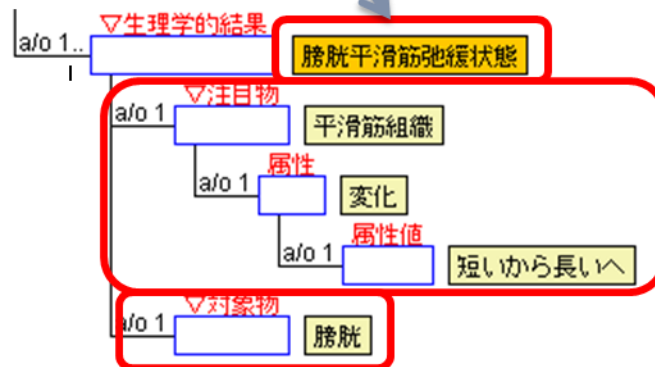 ▽生理学的結果
a/o 1..
膀胱平滑筋弛緩状態
▽注目物
a/o 1
平滑筋組織
属性
a/o 1
変化
属性値
a/o 1
短いから長いへ
▽対象物
a/o 1
膀胱